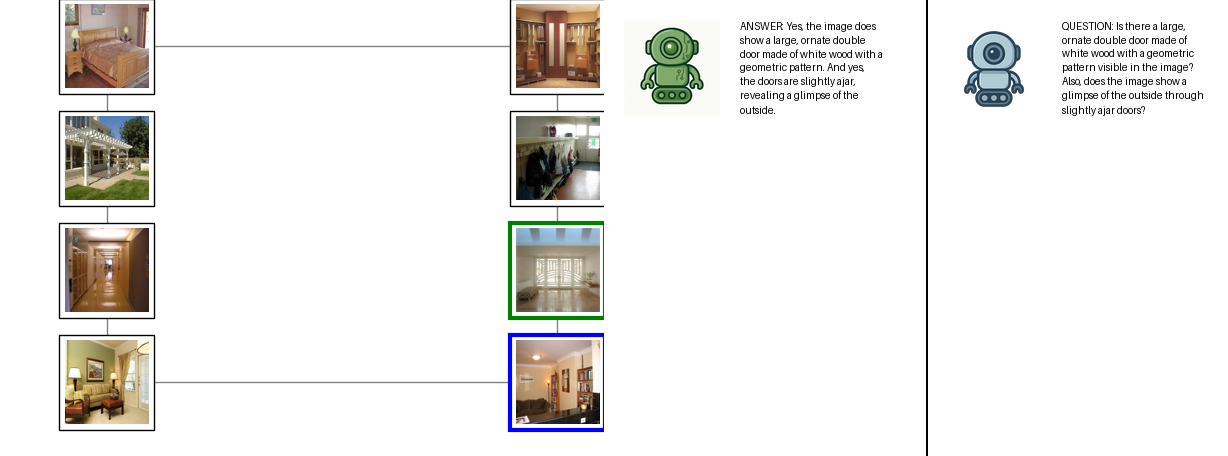 ANSWER: Yes, the image does
show a large, ornate double
door made of white wood with a
geometric pattern. And yes,
the doors are slightly ajar,
revealing a glimpse of the
outside.
QUESTION: Is there a large,
ornate double door made of
white wood with a geometric
pattern visible in the image?
Also, does the image show a
glimpse of the outside through
slightly ajar doors?